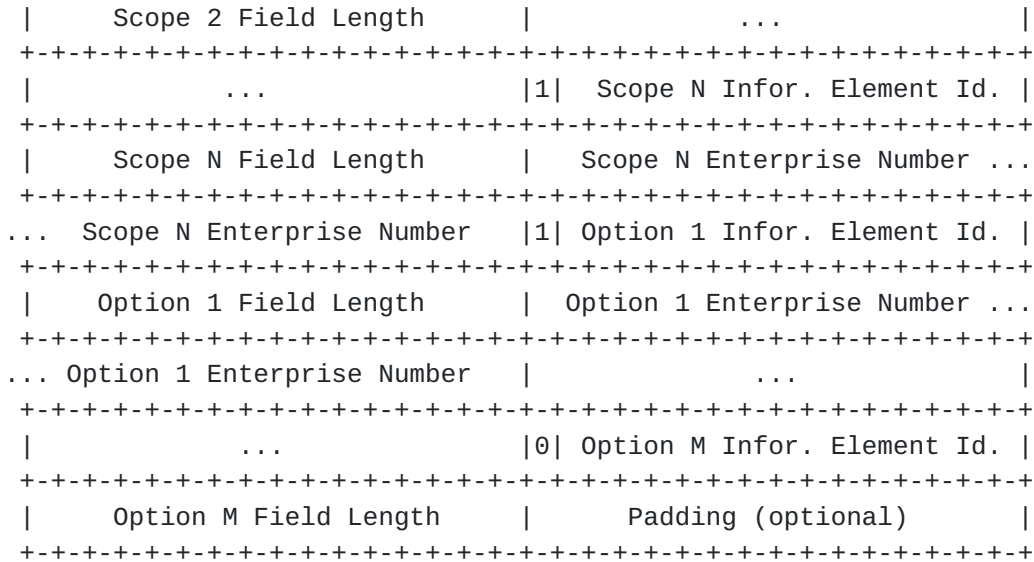 |     Scope 2 Field Length      |             ...               |
+-+-+-+-+-+-+-+-+-+-+-+-+-+-+-+-+-+-+-+-+-+-+-+-+-+-+-+-+-+-+-+-+
|            ...                |1|  Scope N Infor. Element Id. |
+-+-+-+-+-+-+-+-+-+-+-+-+-+-+-+-+-+-+-+-+-+-+-+-+-+-+-+-+-+-+-+-+
|     Scope N Field Length      |   Scope N Enterprise Number ...
+-+-+-+-+-+-+-+-+-+-+-+-+-+-+-+-+-+-+-+-+-+-+-+-+-+-+-+-+-+-+-+-+
...  Scope N Enterprise Number   |1| Option 1 Infor. Element Id. |
+-+-+-+-+-+-+-+-+-+-+-+-+-+-+-+-+-+-+-+-+-+-+-+-+-+-+-+-+-+-+-+-+
|    Option 1 Field Length      |  Option 1 Enterprise Number ...
+-+-+-+-+-+-+-+-+-+-+-+-+-+-+-+-+-+-+-+-+-+-+-+-+-+-+-+-+-+-+-+-+
... Option 1 Enterprise Number   |              ...              |
+-+-+-+-+-+-+-+-+-+-+-+-+-+-+-+-+-+-+-+-+-+-+-+-+-+-+-+-+-+-+-+-+
|             ...               |0| Option M Infor. Element Id. |
+-+-+-+-+-+-+-+-+-+-+-+-+-+-+-+-+-+-+-+-+-+-+-+-+-+-+-+-+-+-+-+-+
|     Option M Field Length     |      Padding (optional)       |
+-+-+-+-+-+-+-+-+-+-+-+-+-+-+-+-+-+-+-+-+-+-+-+-+-+-+-+-+-+-+-+-+